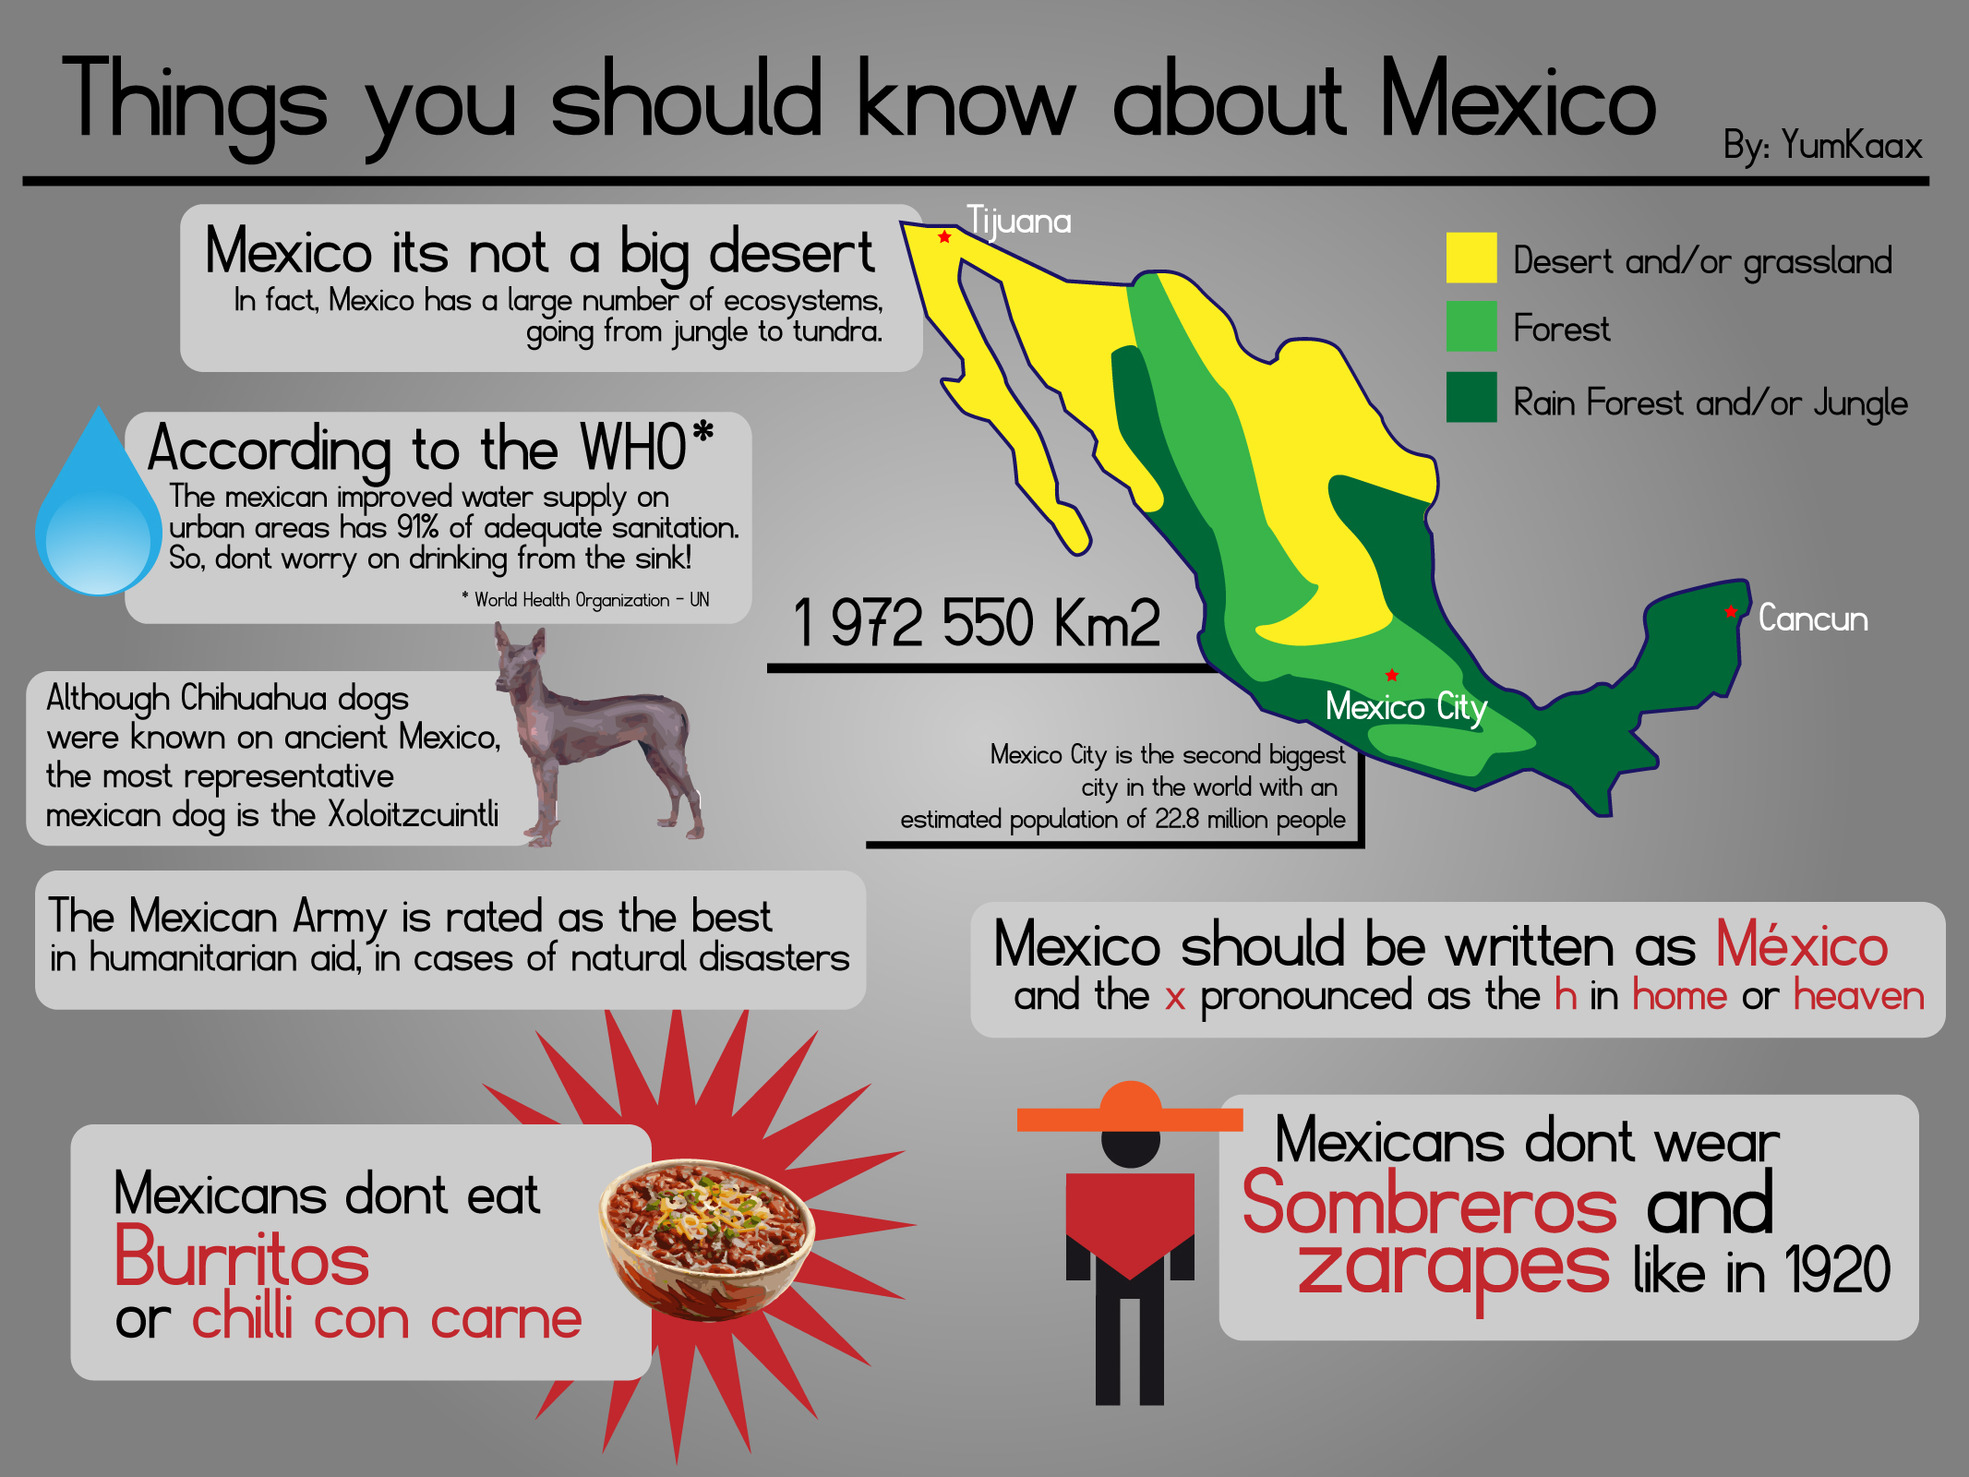 Things you should know about Mexico
By: YumKaax
Mexico its not a big desert
In fact, Mexico has a large number of ecosystems,
going from jungle to tundra.
Tijuana
Desert and/or grassland
Forest
Rain Forest and/or Jungle
According to the WHO*
The mexican improved water supply on
urban areas has 91% of adequate sanitation.
So, dont worry on drinking from the sink!
* World Health Organization - UN
1 972 550 Km2
Cancun
Mexico City
Mexico City is the second biggest
city in the world with an
estimated population of 22.8 million people
Although Chihuahua dogs
were known on ancient Mexico,
the most representative
mexican dog is the Xoloitzcuintli
The Mexican Army is rated as the best
in humanitarian aid, in cases of natural disasters
Mexico should be written as México
and the x pronounced as the h in home or heaven
Mexicans dont eat
Burritos
or chilli con carne
Mexicans dont wear
Sombreros and
zarapes like in 1920